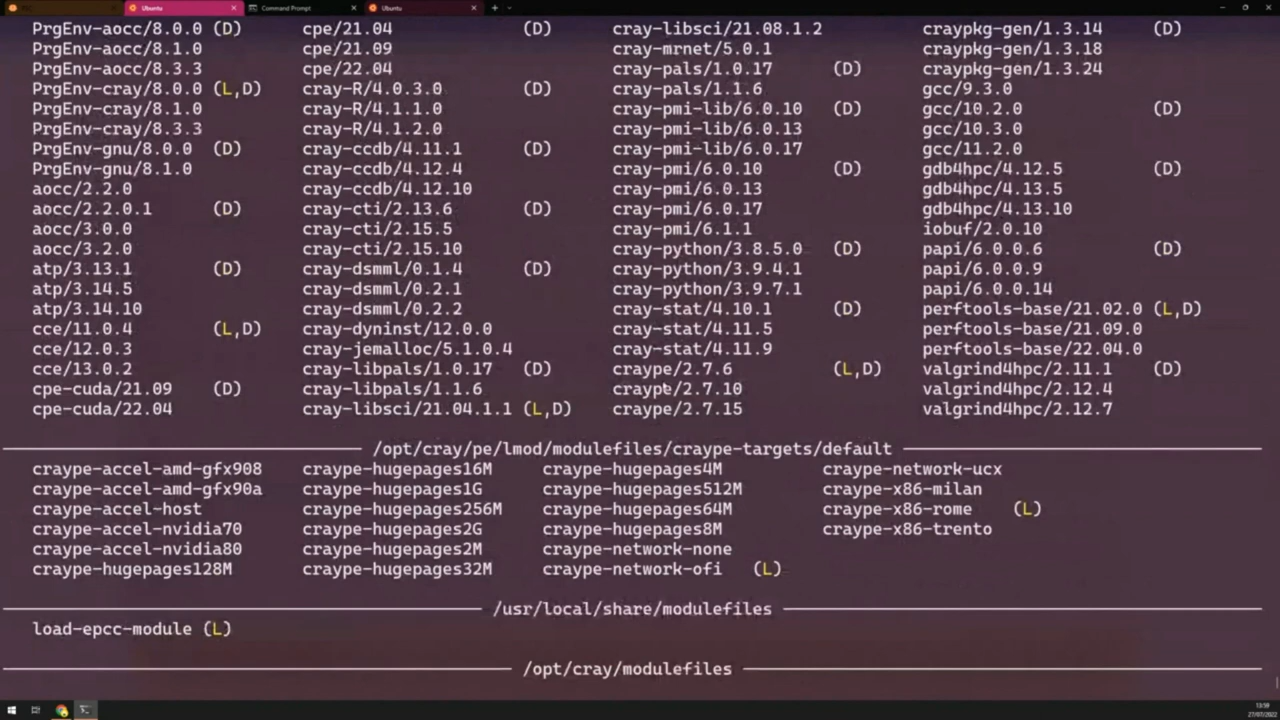 Ubuntu Command Prompt Ubuntu
PrgEnv-aocc/8.0.0 (D) cpe/21.04 (D) cray-libsci/21.08.1.2 craypkg-gen/1.3.14 (D)
PrgEnv-aocc/8.1.0 cpe/21.09 cray-mrnet/5.0.1 craypkg-gen/1.3.18
PrgEnv-aocc/8.3.3 cpe/22.04 cray-pals/1.0.17 (D) craypkg-gen/1.3.24
PrgEnv-cray/8.0.0 (L,D) cray-R/4.0.3.0 (D) cray-pals/1.1.6 gcc/9.3.0
PrgEnv-cray/8.1.0 cray-R/4.1.1.0 cray-pmi-lib/6.0.10 (D) gcc/10.2.0 (D)
PrgEnv-cray/8.3.3 cray-R/4.1.2.0 cray-pmi-lib/6.0.13 gcc/10.3.0
PrgEnv-gnu/8.0.0 (D) cray-ccdb/4.11.1 (D) cray-pmi-lib/6.0.17 gcc/11.2.0
PrgEnv-gnu/8.1.0 cray-ccdb/4.12.4 cray-pmi/6.0.10 (D) gdb4hpc/4.12.5 (D)
aocc/2.2.0 cray-ccdb/4.12.10 cray-pmi/6.0.13 gdb4hpc/4.13.5
aocc/2.2.0.1 (D) cray-cti/2.13.6 (D) cray-pmi/6.0.17 gdb4hpc/4.13.10
aocc/3.0.0 cray-cti/2.15.5 cray-pmi/6.1.1 iobuf/2.0.10
aocc/3.2.0 cray-cti/2.15.10 cray-python/3.8.5.0 (D) papi/6.0.0.6 (D)
atp/3.13.1 (D) cray-dsmml/0.1.4 (D) cray-python/3.9.4.1 papi/6.0.0.9
atp/3.14.5 cray-dsmml/0.2.1 cray-python/3.9.7.1 papi/6.0.0.14
atp/3.14.10 cray-dsmml/0.2.2 cray-stat/4.10.1 (D) perftools-base/21.02.0 (L,D)
cce/11.0.4 (L,D) cray-dyninst/12.0.0 cray-stat/4.11.5 perftools-base/21.09.0
cce/12.0.3 cray-jemalloc/5.1.0.4 cray-stat/4.11.9 perftools-base/22.04.0
cce/13.0.2 cray-libpals/1.0.17 (D) craype/2.7.6 (L,D) valgrind4hpc/2.11.1 (D)
cpe-cuda/21.09 (D) cray-libpals/1.1.6 craype/2.7.10 valgrind4hpc/2.12.4
cpe-cuda/22.04 cray-libsci/21.04.1.1 (L,D) craype/2.7.15 valgrind4hpc/2.12.7
/opt/cray/pe/lmod/modulefiles/craype-targets/default
craype-accel-amd-gfx908 craype-hugepages16M craype-hugepages4M craype-network-ucx
craype-accel-amd-gfx90a craype-hugepages1G craype-hugepages512M craype-x86-milan
craype-accel-host craype-hugepages256M craype-hugepages64M craype-x86-rome (L)
craype-accel-nvidia70 craype-hugepages2G craype-hugepages8M craype-x86-trento
craype-accel-nvidia80 craype-hugepages2M craype-network-none
craype-hugepages128M craype-hugepages32M craype-network-ofi (L)
/usr/local/share/modulefiles
load-epcc-module (L)
/opt/cray/modulefiles
13:59
27/07/2022